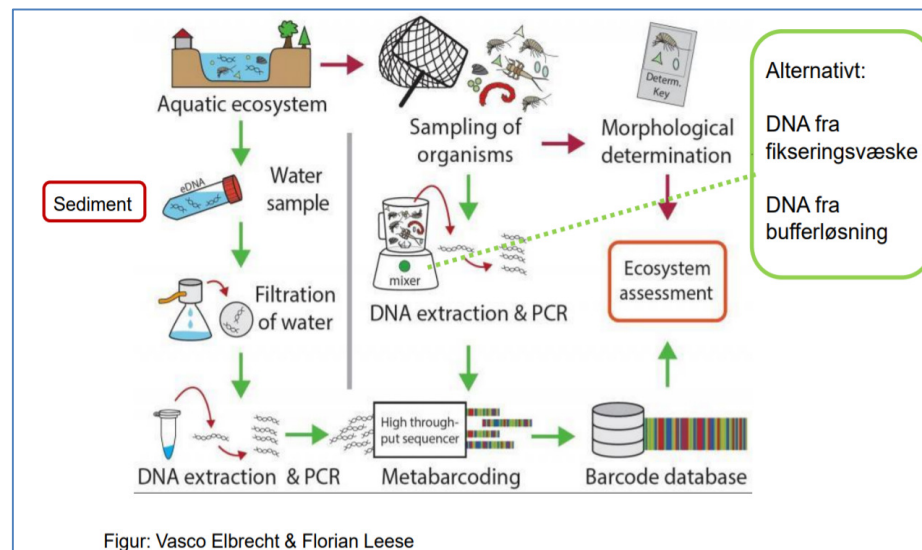 Aquatic ecosystem
Sampling of
organisms
Determ.
Key
Morphological
determination
Alternativt:
DNA fra
fikseringsvæske
DNA fra
bufferløsning
Sediment
eDNA
Water
sample
mixer
DNA extraction & PCR
Ecosystem
assessment
Filtration
of water
DNA extraction & PCR
High through-
put sequencer
Metabarcoding
Barcode database
Figur: Vasco Elbrecht & Florian Leese